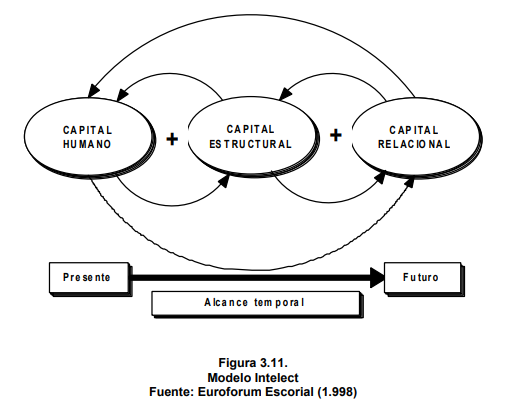 CAPITAL
HUMANO
+
CAPITAL
ESTRUCTURAL
+
CAPITAL
RELACIONAL
Presente
Futuro
Alcance temporal
Figura 3.11.
Modelo Intelect
Fuente: Euroforum Escorial (1.998)